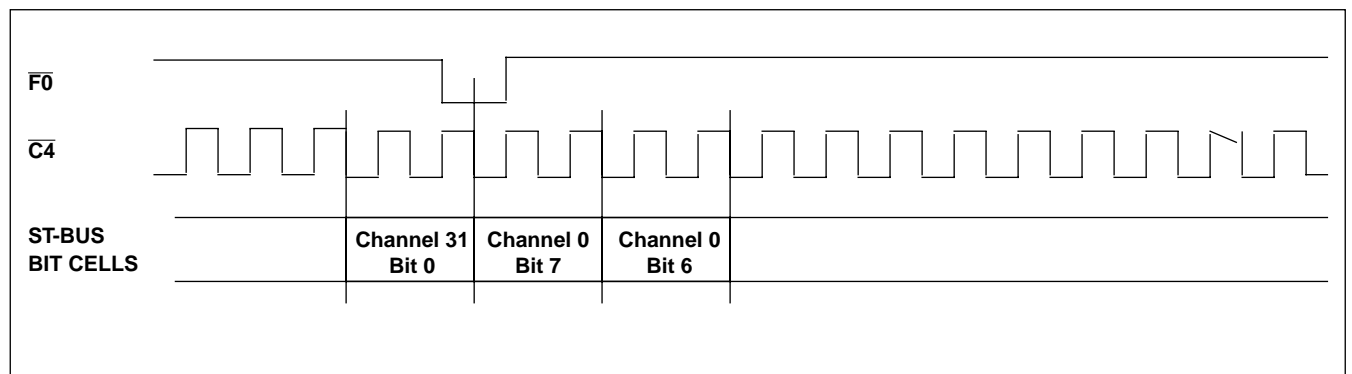 F0
C4
ST-BUS
BIT CELLS
Channel 31
Bit 0
Channel 0
Bit 7
Channel 0
Bit 6